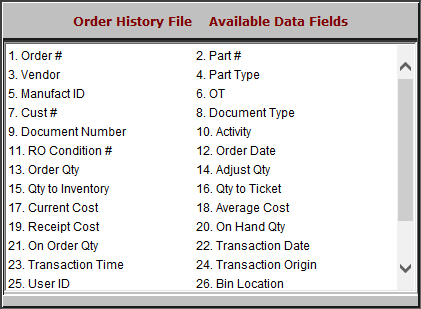 Order History File    Available Data Fields
1. Order #    2. Part #
3. Vendor    4. Part Type
5. Manufact ID    6. OT
7. Cust #    8. Document Type
9. Document Number    10. Activity
11. RO Condition #    12. Order Date
13. Order Qty    14. Adjust Qty
15. Qty to Inventory    16. Qty to Ticket
17. Current Cost    18. Average Cost
19. Receipt Cost    20. On Hand Qty
21. On Order Qty    22. Transaction Date
23. Transaction Time    24. Transaction Origin
25. User ID    26. Bin Location